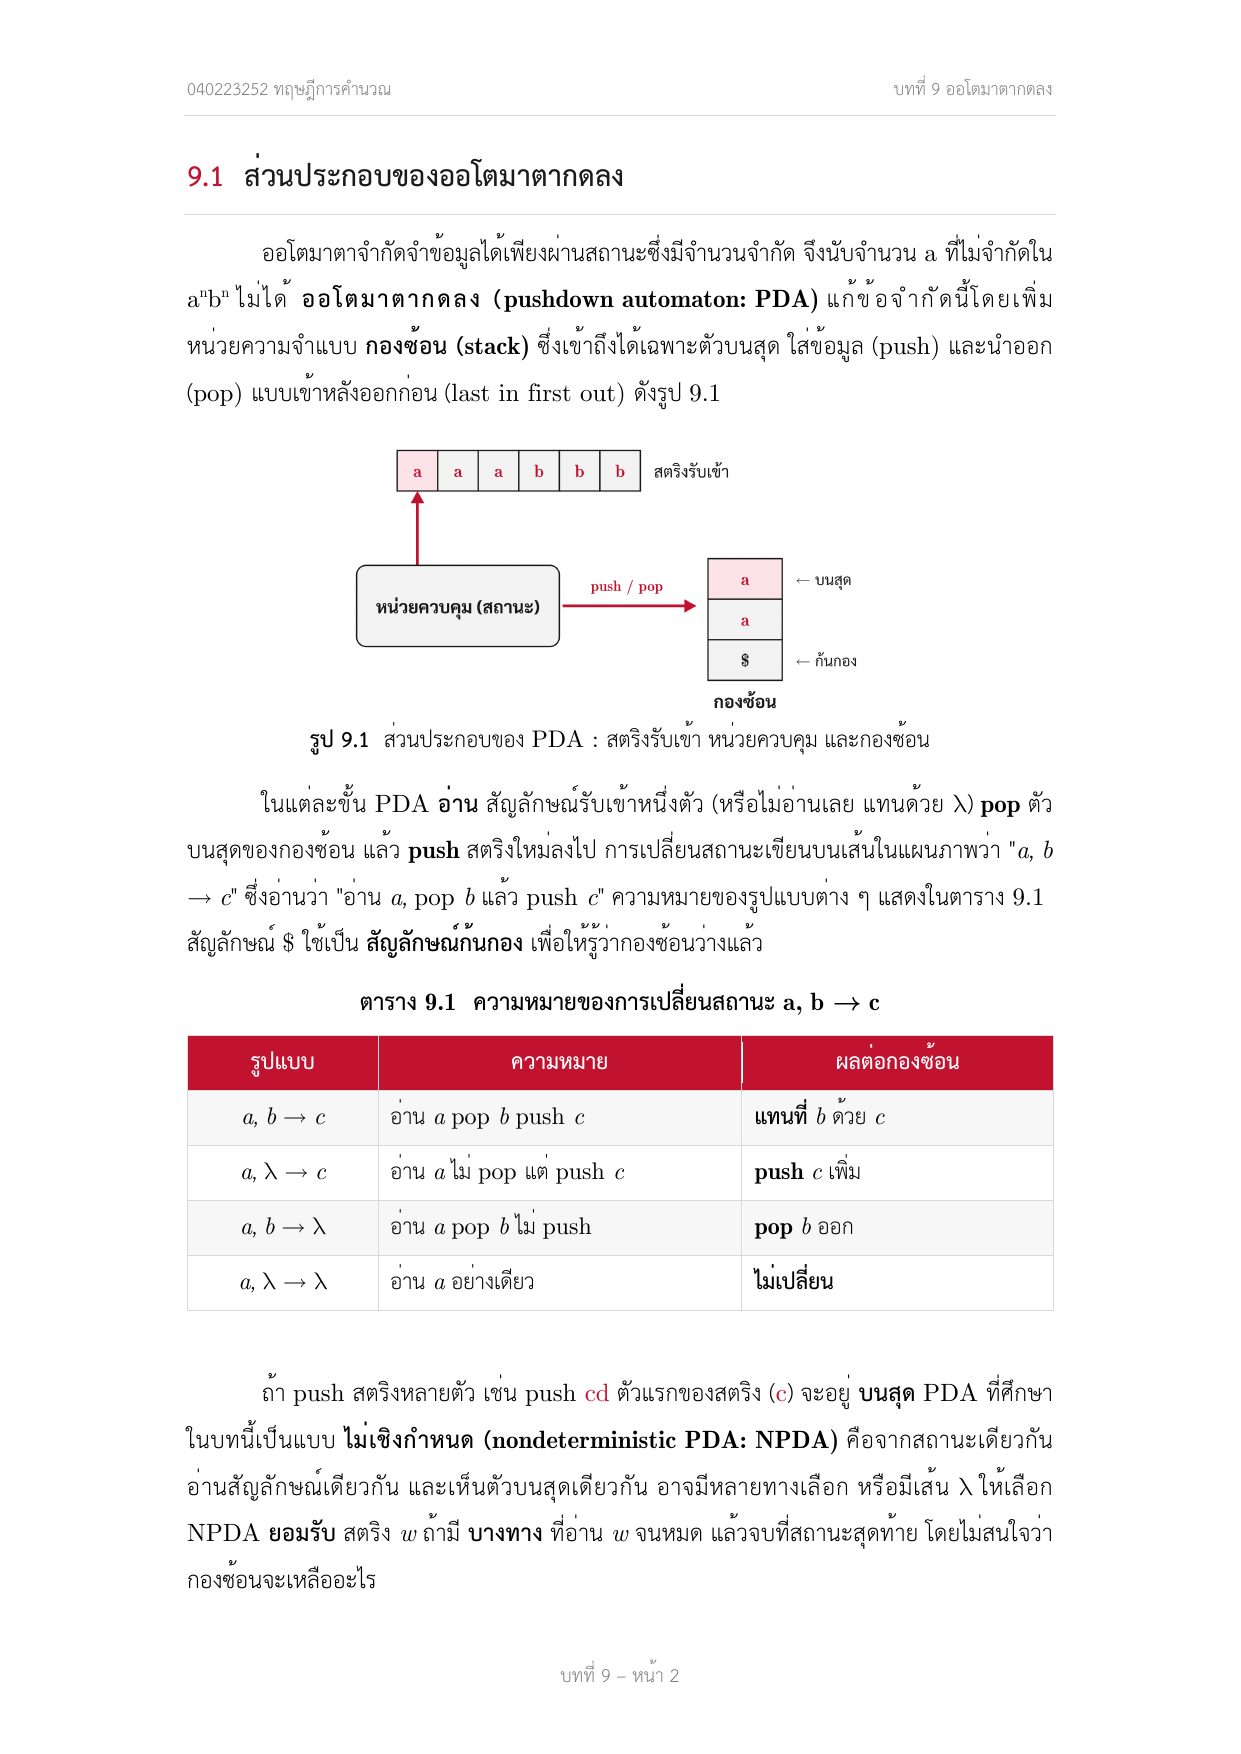 040223252 ทฤษฎีการคำนวณ
บทที่ 9 ออโตมาตากดลง
9.1 ส่วนประกอบของออโตมาตากดลง
ออโตมาตาจำกัดจำข้อมูลได้เพียงผ่านสถานะซึ่งมีจำนวนจำกัด จึงนับจำนวน a ที่ไม่จำกัดใน
aⁿbⁿ ไม่ได้ ออโตมาตากดลง (pushdown automaton: PDA) แก้ข้อจำกัดนี้โดยเพิ่ม
หน่วยความจำแบบ กองซ้อน (stack) ซึ่งเข้าถึงได้เฉพาะตัวบนสุด ใส่ข้อมูล (push) และนำออก
(pop) แบบเข้าหลังออกก่อน (last in first out) ดังรูป 9.1
a a a b b b สตริงรับเข้า
push / pop
a ← บนสุด
หน่วยควบคุม (สถานะ)
a
$ ← ก้นกอง
กองซ้อน
รูป 9.1 ส่วนประกอบของ PDA : สตริงรับเข้า หน่วยควบคุม และกองซ้อน
ในแต่ละขั้น PDA อ่าน สัญลักษณ์รับเข้าหนึ่งตัว (หรือไม่อ่านเลย แทนด้วย λ) pop ตัว
บนสุดของกองซ้อน แล้ว push สตริงใหม่ลงไป การเปลี่ยนสถานะเขียนบนเส้นในแผนภาพว่า "a, b
→ c" ซึ่งอ่านว่า "อ่าน a, pop b แล้ว push c" ความหมายของรูปแบบต่าง ๆ แสดงในตาราง 9.1
สัญลักษณ์ $ ใช้เป็น สัญลักษณ์ก้นกอง เพื่อให้รู้ว่ากองซ้อนว่างแล้ว
ตาราง 9.1 ความหมายของการเปลี่ยนสถานะ a, b → c
รูปแบบ ความหมาย ผลต่อกองซ้อน
a, b → c อ่าน a pop b push c แทนที่ b ด้วย c
a, λ → c อ่าน a ไม่ pop แต่ push c push c เพิ่ม
a, b → λ อ่าน a pop b ไม่ push pop b ออก
a, λ → λ อ่าน a อย่างเดียว ไม่เปลี่ยน
ถ้า push สตริงหลายตัว เช่น push cd ตัวแรกของสตริง (c) จะอยู่ บนสุด PDA ที่ศึกษา
ในบทนี้เป็นแบบ ไม่เชิงกำหนด (nondeterministic PDA: NPDA) คือจากสถานะเดียวกัน
อ่านสัญลักษณ์เดียวกัน และเห็นตัวบนสุดเดียวกัน อาจมีหลายทางเลือก หรือมีเส้น λ ให้เลือก
NPDA ยอมรับ สตริง w ถ้ามี บางทาง ที่อ่าน w จนหมด แล้วจบที่สถานะสุดท้าย โดยไม่สนใจว่า
กองซ้อนจะเหลืออะไร
บทที่ 9 – หน้า 2